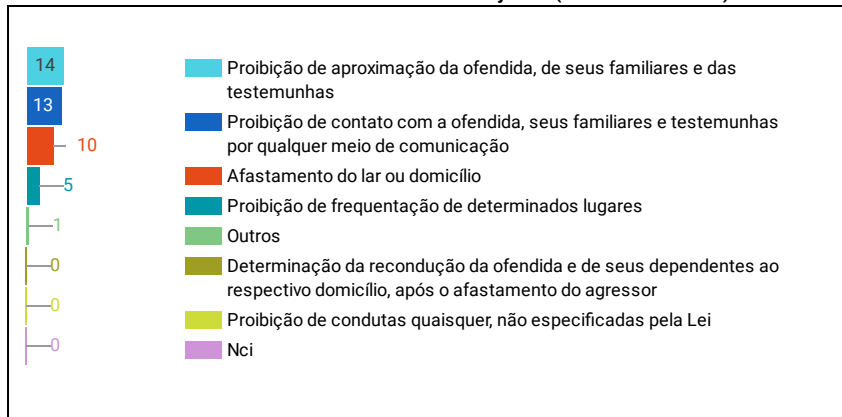 14
Proibição de aproximação da ofendida, de seus familiares e das
testemunhas
13
Proibição de contato com a ofendida, seus familiares e testemunhas
por qualquer meio de comunicação
10
Afastamento do lar ou domicílio
5
Proibição de frequentação de determinados lugares
1
Outros
0
Determinação da recondução da ofendida e de seus dependentes ao
respectivo domicílio, após o afastamento do agressor
0
Proibição de condutas quaisquer, não especificadas pela Lei
0
Nci